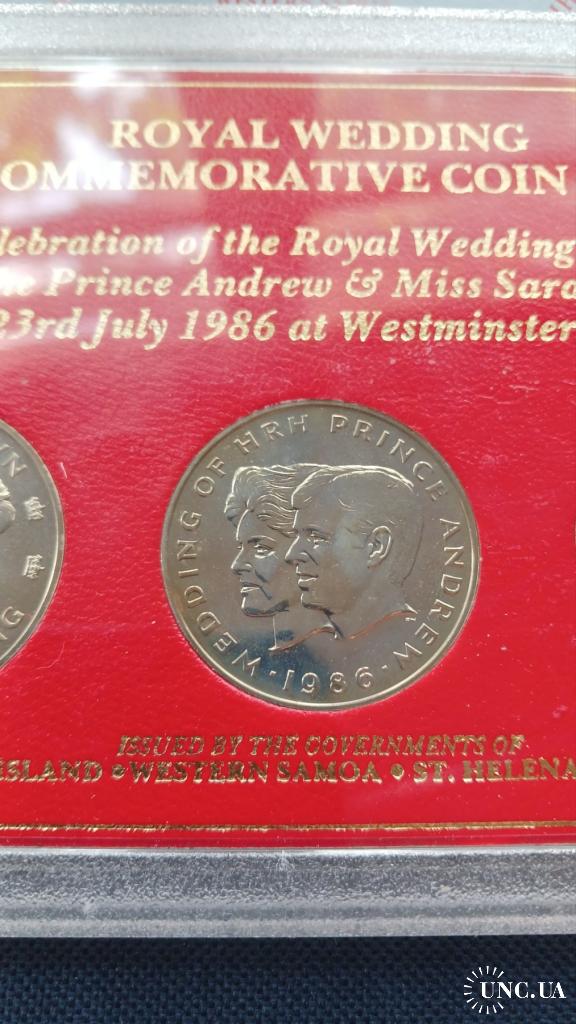 ROYAL WEDDING
OMMEMORATIVE COIN
lebration of the Royal Wedding
he Prince Andrew & Miss Sara
23rd July 1986 at Westminster
WEDDING OF HRH PRINCE ANDREW
·1986·
ISSUED BY THE GOVERNMENTS OF
ISLAND • WESTERN SAMOA • ST. HELENA
UNC.UA